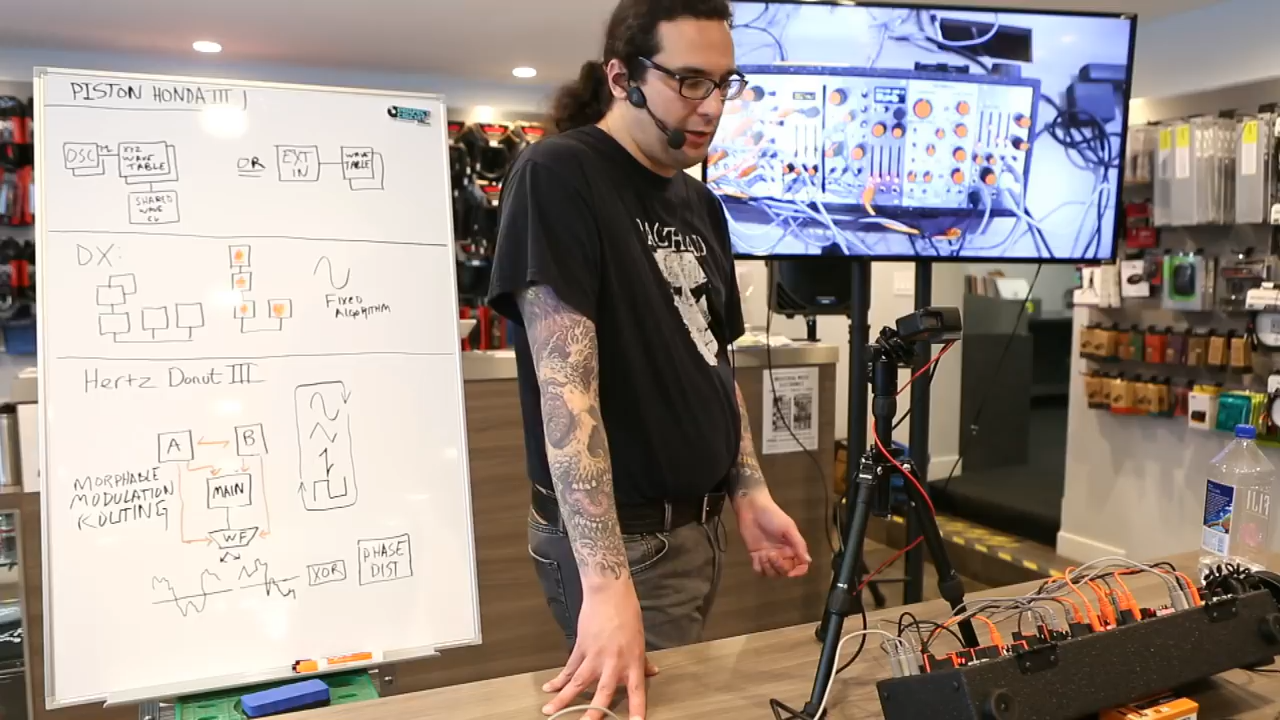 PISTON HONDA III
OSC
XYZ
WAVE
TABLE
SHARED
WAVE
OR
EXT
IN
WAVE
TABLE
DX:
FIXED
ALGORITHM
Hertz Donut III
A
B
MORPHABLE
MODULATION
ROUTING
MAIN
WF
XOR
PHASE
DIST
FIJI